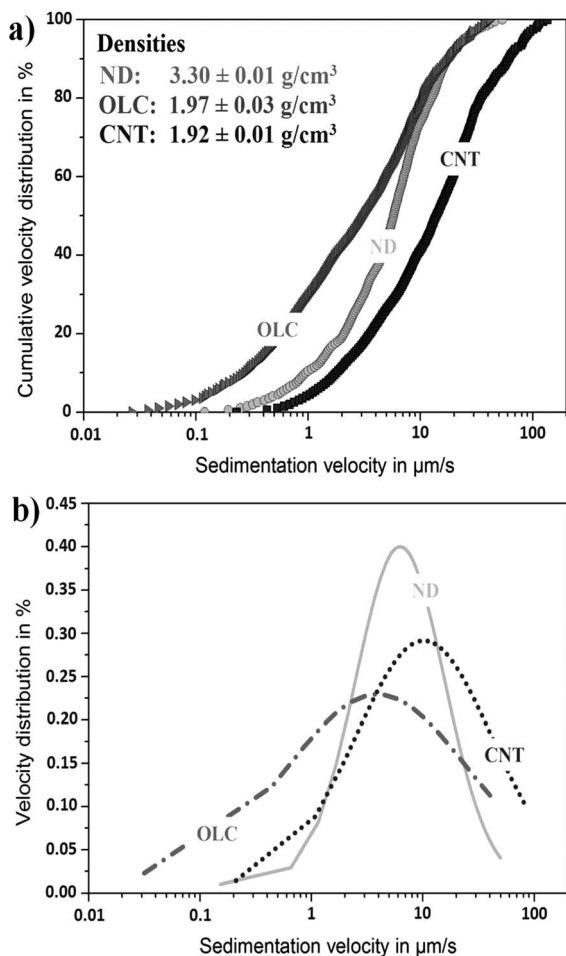 a)
Densities
ND: 3.30 ± 0.01 g/cm³
OLC: 1.97 ± 0.03 g/cm³
CNT: 1.92 ± 0.01 g/cm³
Cumulative velocity distribution in %
100
80
60
40
20
0
CNT
ND
OLC
0.01 0.1 1 10 100
Sedimentation velocity in µm/s
b)
Velocity distribution in %
0.45
0.40
0.35
0.30
0.25
0.20
0.15
0.10
0.05
0.00
ND
CNT
OLC
0.01 0.1 1 10 100
Sedimentation velocity in µm/s